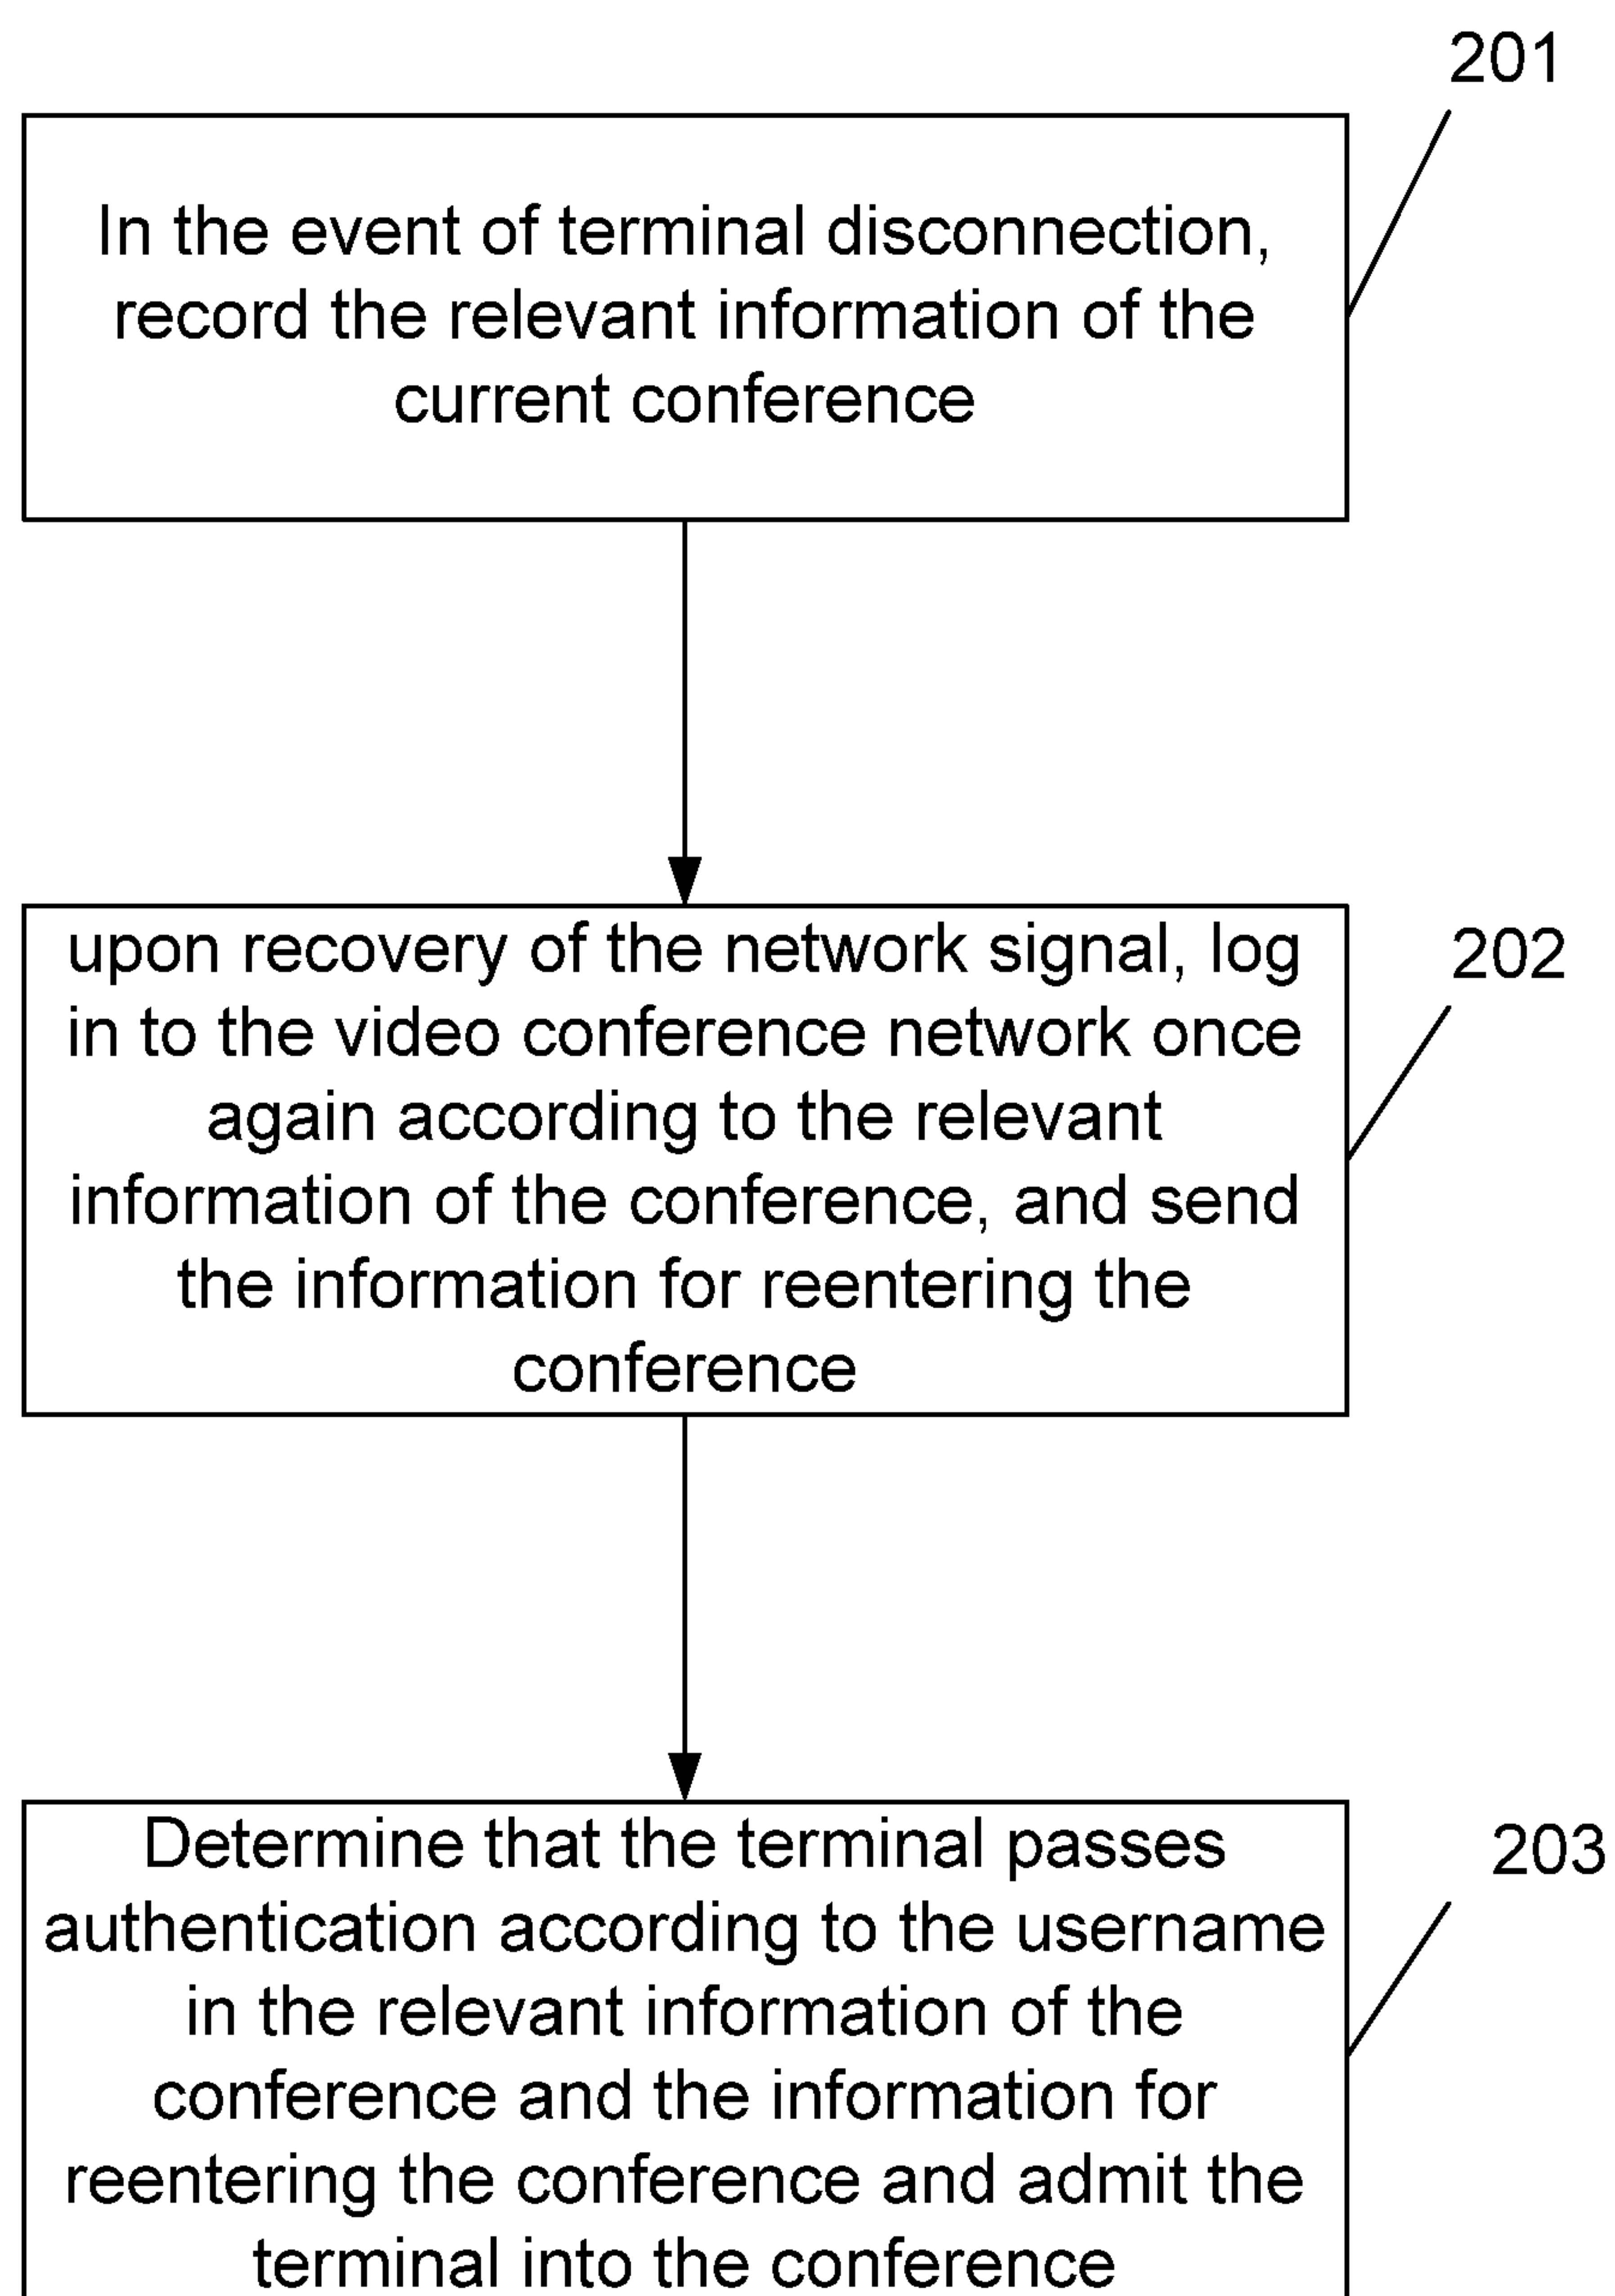 201
In the event of terminal disconnection,
record the relevant information of the
current conference
upon recovery of the network signal, log
in to the video conference network once
again according to the relevant
information of the conference, and send
the information for reentering the
conference
202
Determine that the terminal passes
authentication according to the username
in the relevant information of the
conference and the information for
reentering the conference and admit the
terminal into the conference
203